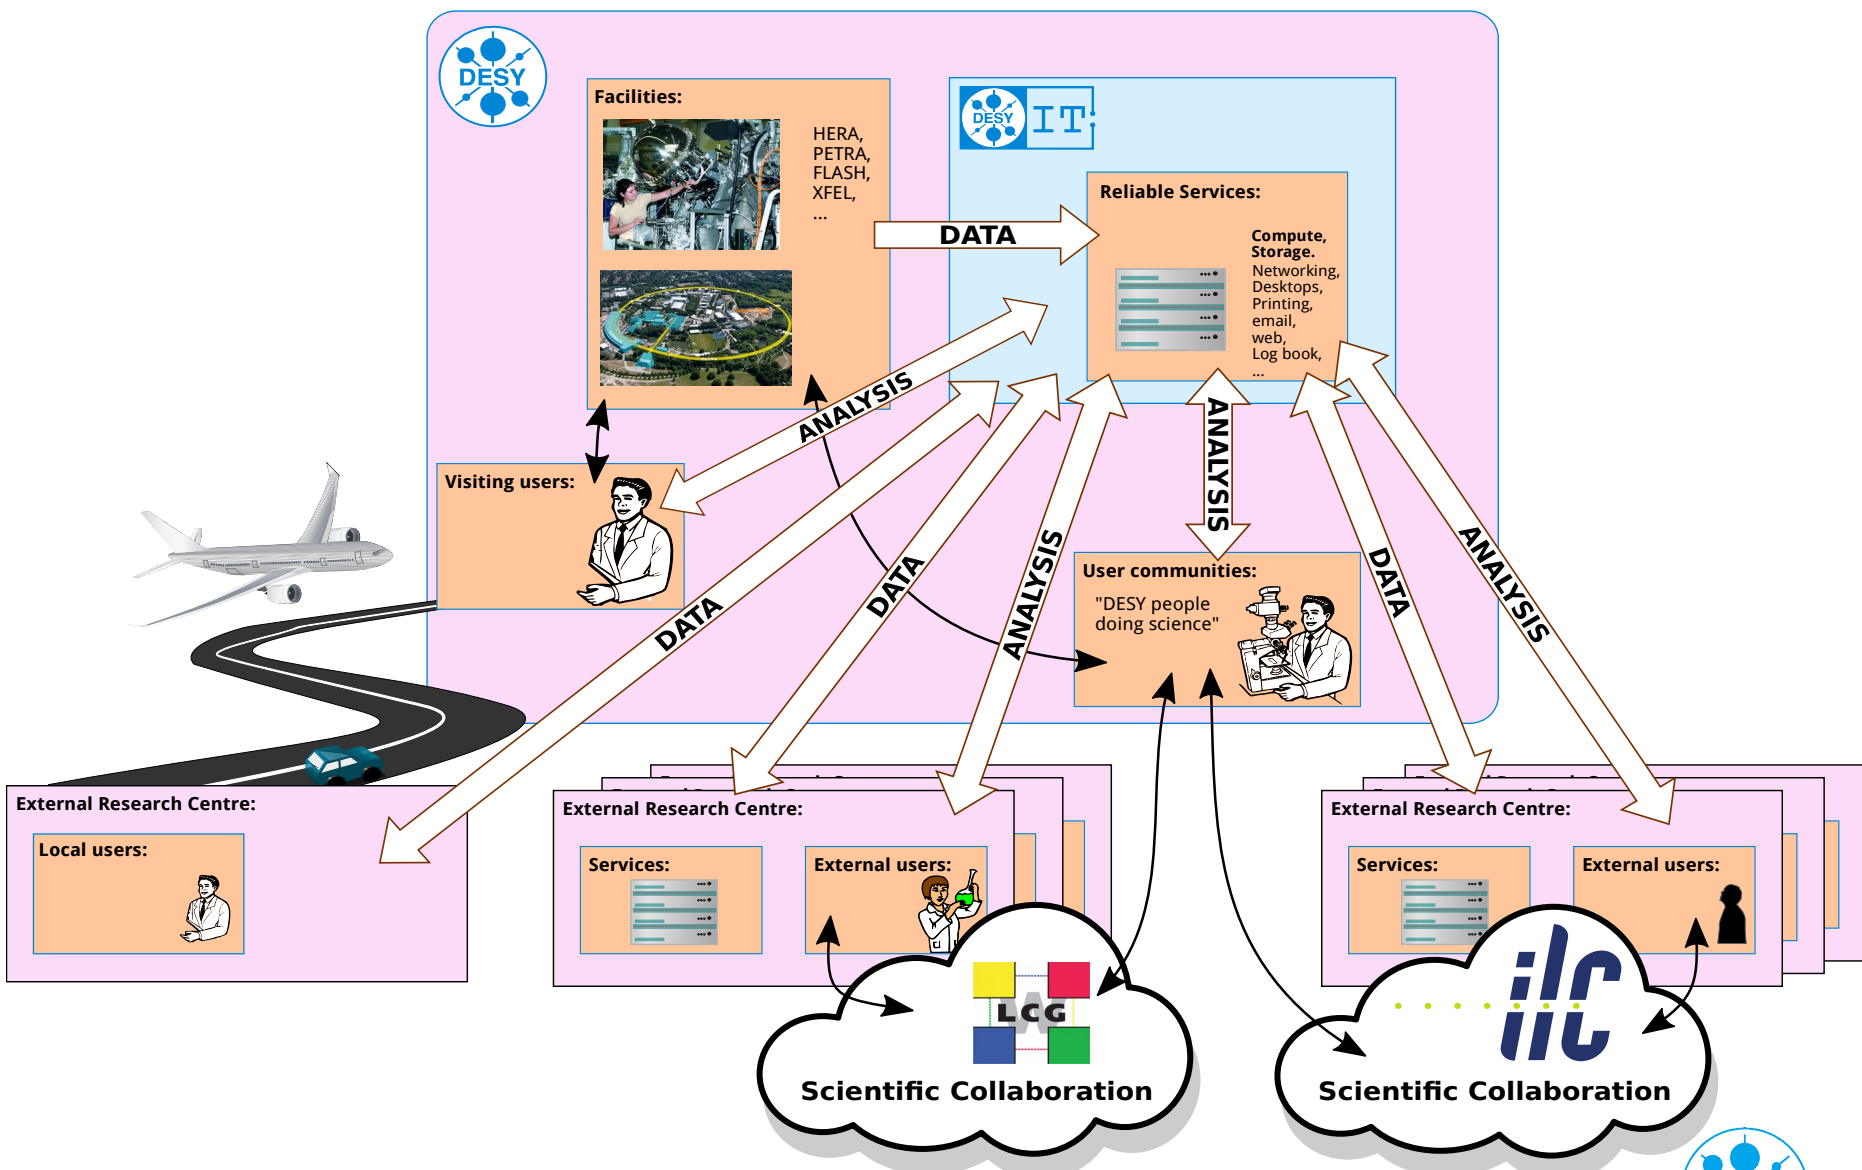 DESY
Facilities:
HERA,
PETRA,
FLASH,
XFEL,
...
DESY
IT
Reliable Services:
Compute,
Storage.
Networking,
Desktops,
Printing,
email,
web,
Log book,
...
DATA
ANALYSIS
ANALYSIS
Visiting users:
DATA
DATA
ANALYSIS
DATA
ANALYSIS
User communities:
"DESY people
doing science"
External Research Centre:
Local users:
External Research Centre:
Services:
External users:
LCG
W
Scientific Collaboration
External Research Centre:
Services:
External users:
ilc
Scientific Collaboration